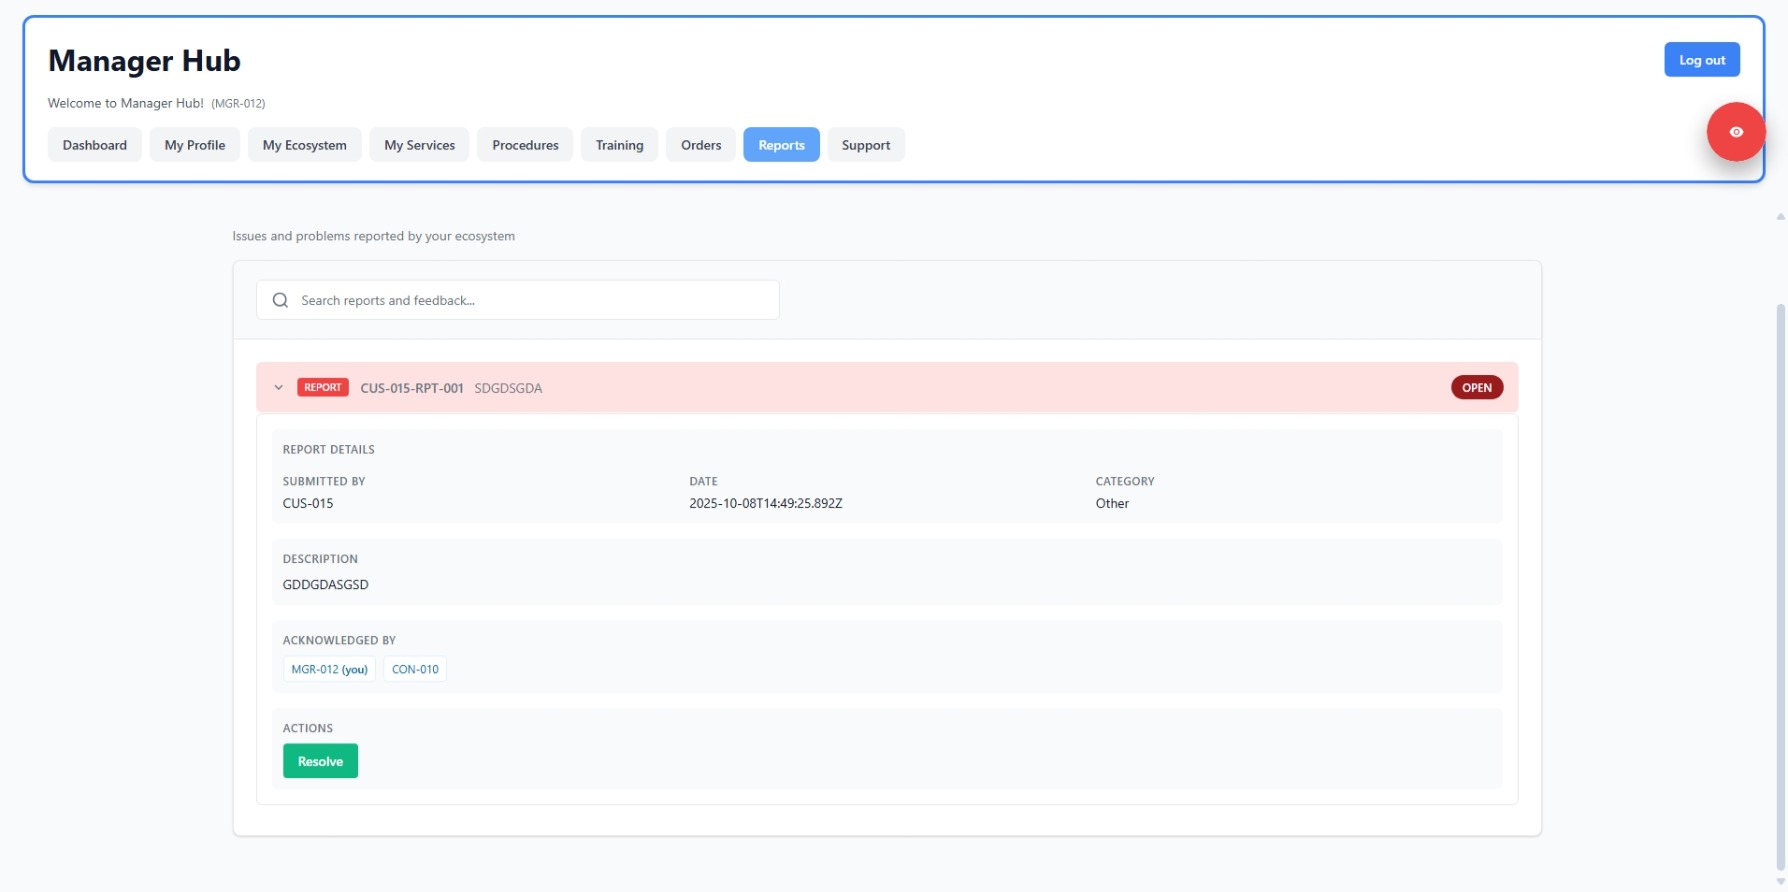 Manager Hub
Log out
Welcome to Manager Hub! (MGR-012)
Dashboard My Profile My Ecosystem My Services Procedures Training Orders Reports Support
Issues and problems reported by your ecosystem
Search reports and feedback...
REPORT CUS-015-RPT-001 SDGDSGDA OPEN
REPORT DETAILS
SUBMITTED BY DATE CATEGORY
CUS-015 2025-10-08T14:49:25.892Z Other
DESCRIPTION
GDDGDASGSD
ACKNOWLEDGED BY
MGR-012 (you) CON-010
ACTIONS
Resolve